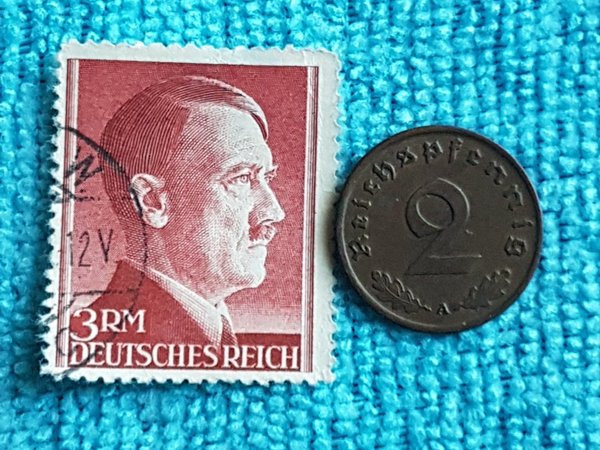 12 V
3 RM
DEUTSCHES REICH
Reichspfennig
2
A